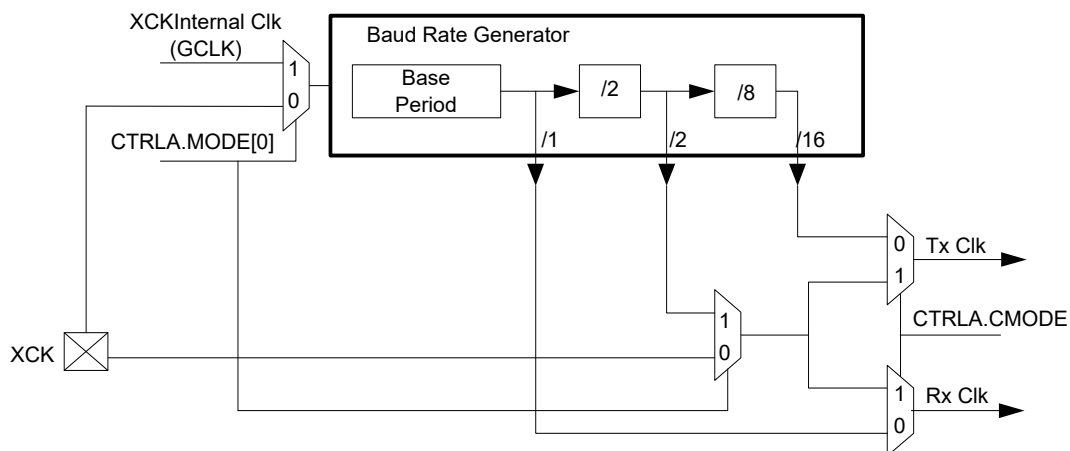 XCKInternal Clk
(GCLK)
Baud Rate Generator
1
0
Base
Period
/2
/8
CTRLA.MODE[0]
/1
/2
/16
0
Tx Clk
1
1
CTRLA.CMODE
XCK
0
1
Rx Clk
0